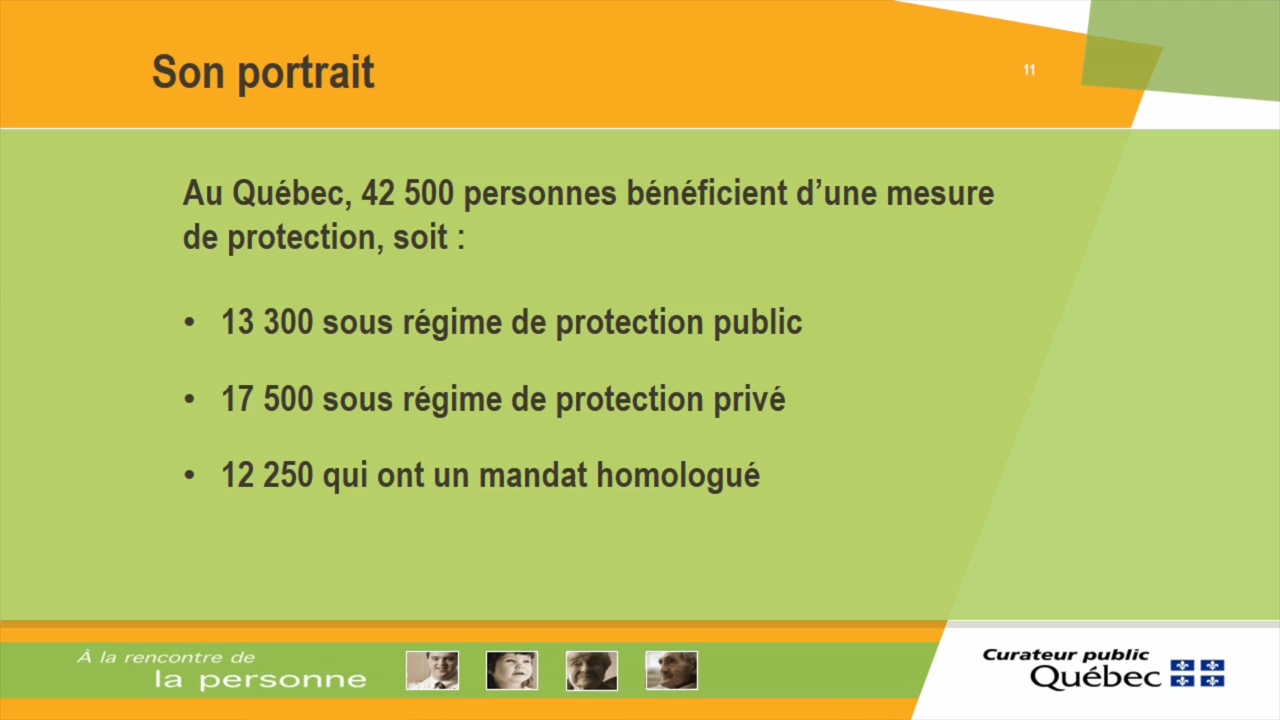 Son portrait
11
Au Québec, 42 500 personnes bénéficient d’une mesure
de protection, soit :
• 13 300 sous régime de protection public
• 17 500 sous régime de protection privé
• 12 250 qui ont un mandat homologué
À la rencontre de
la personne
Curateur public
Québec